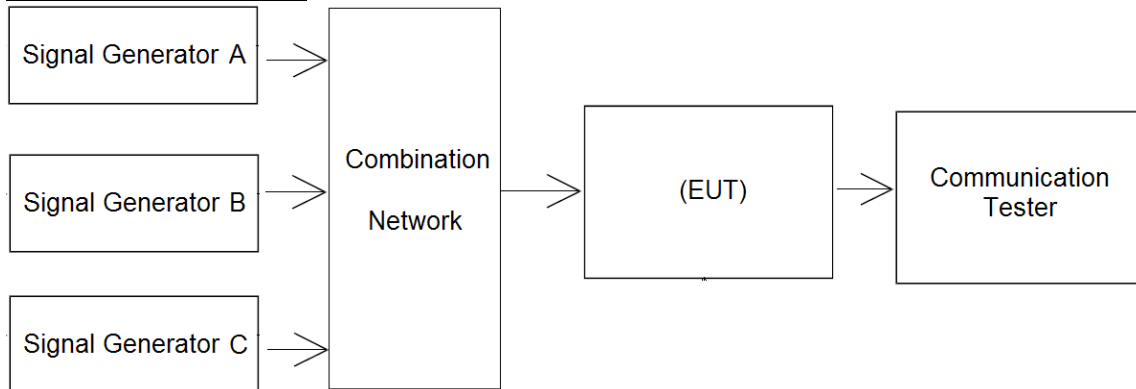 Signal Generator A
Signal Generator B
Signal Generator C
Combination
Network
(EUT)
Communication
Tester